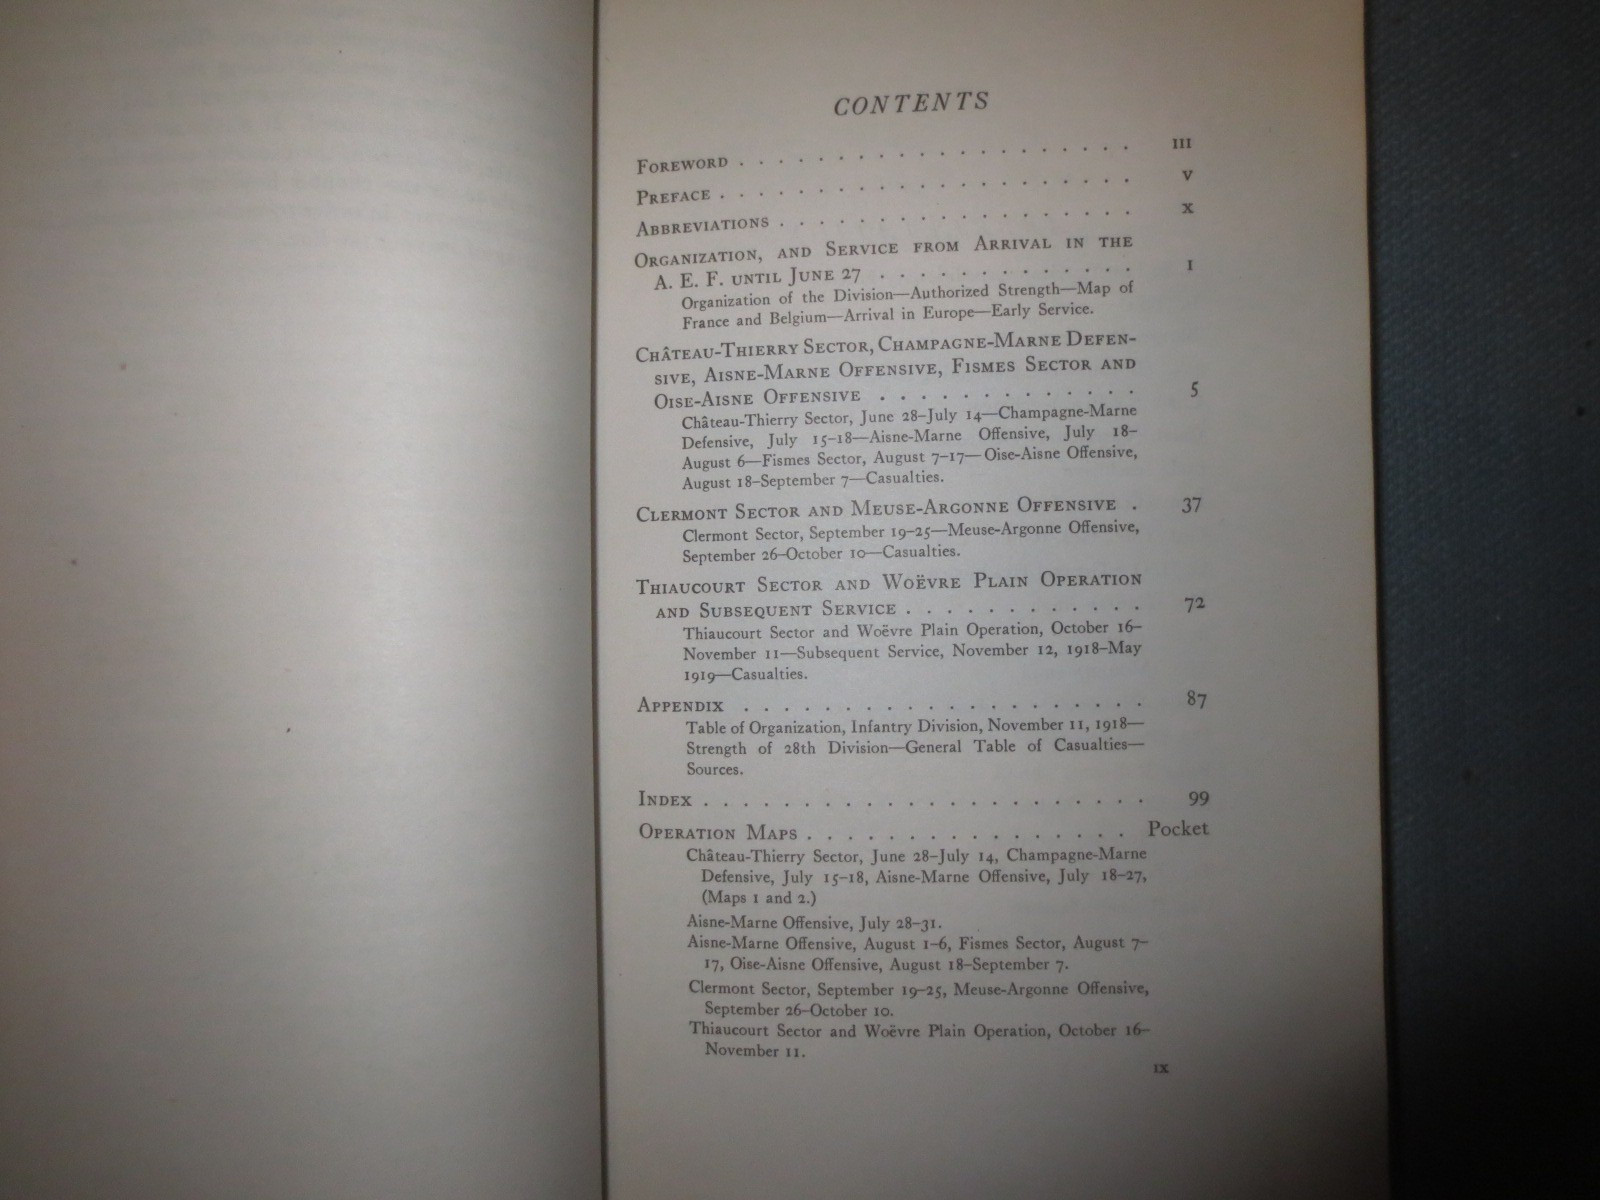 CONTENTS
FOREWORD . . . . . . . . . . . . . . . . . . . . III
PREFACE . . . . . . . . . . . . . . . . . . . . . V
ABBREVIATIONS . . . . . . . . . . . . . . . . . . X
ORGANIZATION, AND SERVICE FROM ARRIVAL IN THE
A. E. F. UNTIL JUNE 27 . . . . . . . . . . . . . 1
Organization of the Division—Authorized Strength—Map of
France and Belgium—Arrival in Europe—Early Service.
CHÂTEAU-THIERRY SECTOR, CHAMPAGNE-MARNE DEFEN-
SIVE, AISNE-MARNE OFFENSIVE, FISMES SECTOR AND
OISE-AISNE OFFENSIVE . . . . . . . . . . . . . 5
Château-Thierry Sector, June 28–July 14—Champagne-Marne
Defensive, July 15–18—Aisne-Marne Offensive, July 18–
August 6—Fismes Sector, August 7–17—Oise-Aisne Offensive,
August 18–September 7—Casualties.
CLERMONT SECTOR AND MEUSE-ARGONNE OFFENSIVE . 37
Clermont Sector, September 19–25—Meuse-Argonne Offensive,
September 26–October 10—Casualties.
THIAUCOURT SECTOR AND WOËVRE PLAIN OPERATION
AND SUBSEQUENT SERVICE . . . . . . . . . . . . 72
Thiaucourt Sector and Woëvre Plain Operation, October 16–
November 11—Subsequent Service, November 12, 1918–May
1919—Casualties.
APPENDIX . . . . . . . . . . . . . . . . . . . . 87
Table of Organization, Infantry Division, November 11, 1918—
Strength of 28th Division—General Table of Casualties—
Sources.
INDEX . . . . . . . . . . . . . . . . . . . . . . 99
OPERATION MAPS . . . . . . . . . . . . . . . . Pocket
Château-Thierry Sector, June 28–July 14, Champagne-Marne
Defensive, July 15–18, Aisne-Marne Offensive, July 18–27,
(Maps 1 and 2.)
Aisne-Marne Offensive, July 28–31.
Aisne-Marne Offensive, August 1–6, Fismes Sector, August 7–
17, Oise-Aisne Offensive, August 18–September 7.
Clermont Sector, September 19–25, Meuse-Argonne Offensive,
September 26–October 10.
Thiaucourt Sector and Woëvre Plain Operation, October 16–
November 11.
IX